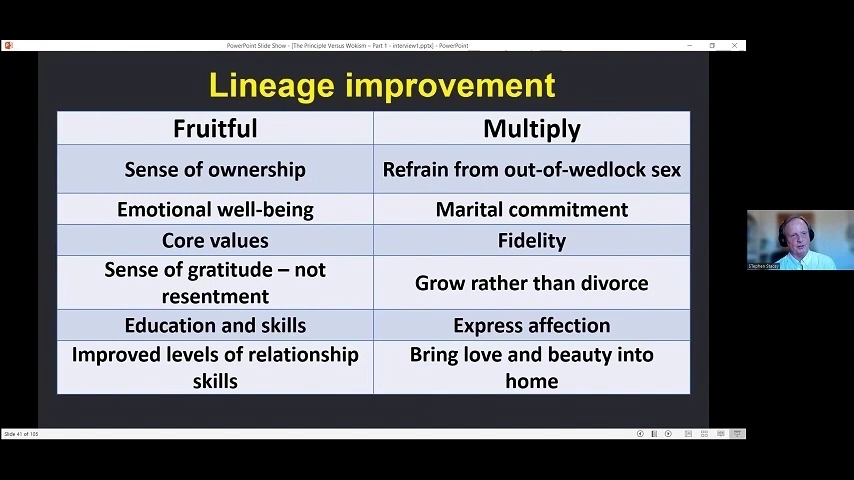 PowerPoint Slide Show - [The Principle Versus Wokism – Part 1 - interview1.pptx] - PowerPoint
Lineage improvement
Fruitful
Multiply
Sense of ownership
Refrain from out-of-wedlock sex
Emotional well-being
Marital commitment
Core values
Fidelity
Sense of gratitude – not
resentment
Grow rather than divorce
Education and skills
Express affection
Improved levels of relationship
skills
Bring love and beauty into
home
Stephen Stacey
Slide 41 of 105